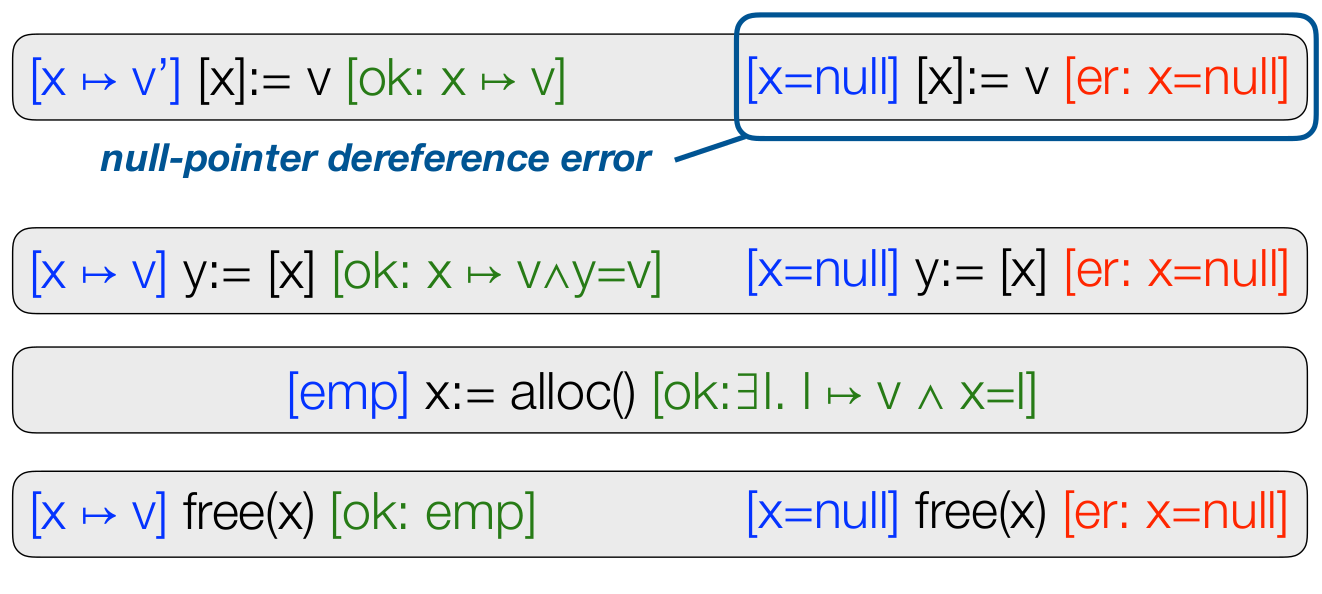 [x ↦ v’] [x]:= v [ok: x ↦ v] [x=null] [x]:= v [er: x=null]
null-pointer dereference error
[x ↦ v] y:= [x] [ok: x ↦ v∧y=v] [x=null] y:= [x] [er: x=null]
[emp] x:= alloc() [ok:∃l. l ↦ v ∧ x=l]
[x ↦ v] free(x) [ok: emp] [x=null] free(x) [er: x=null]